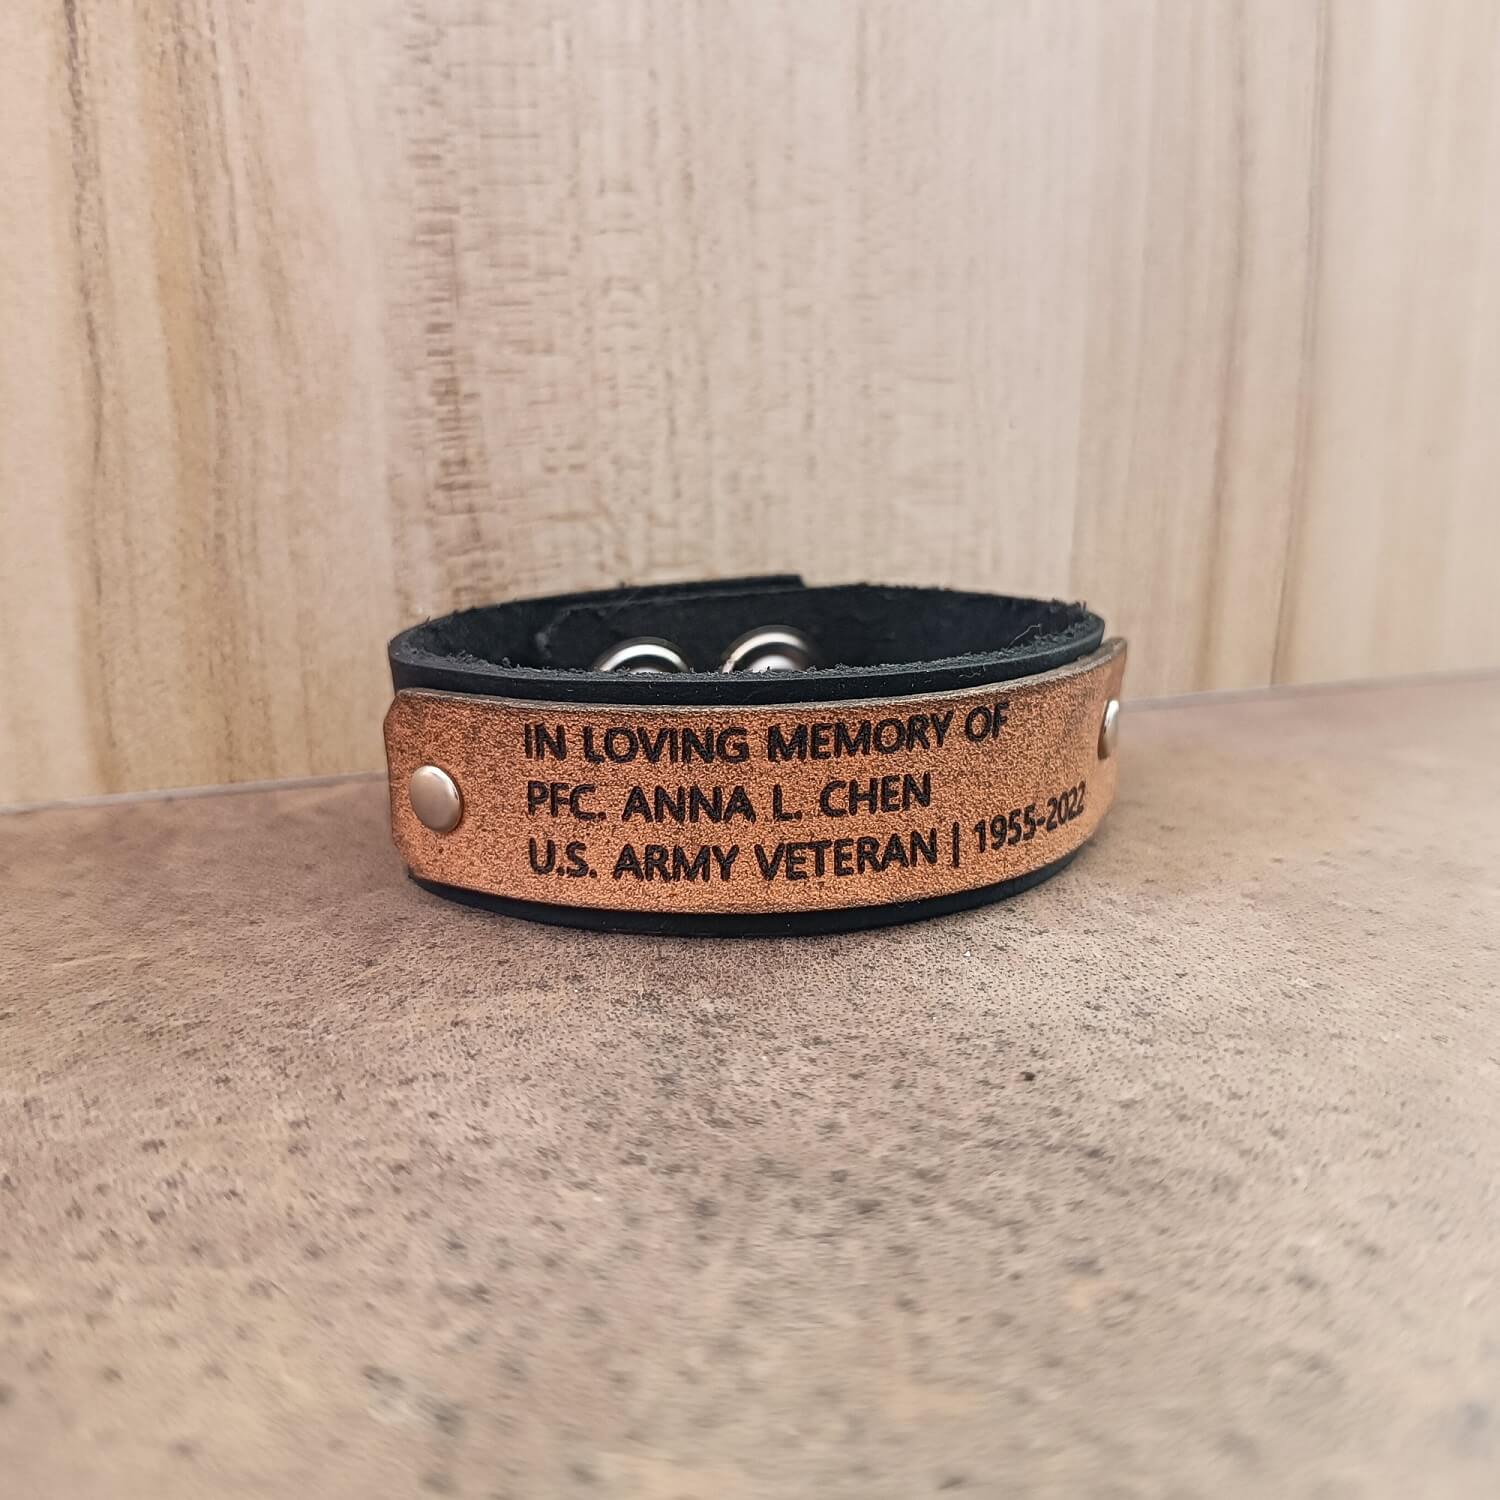 IN LOVING MEMORY OF
PFC. ANNA L. CHEN
U.S. ARMY VETERAN | 1955-2022